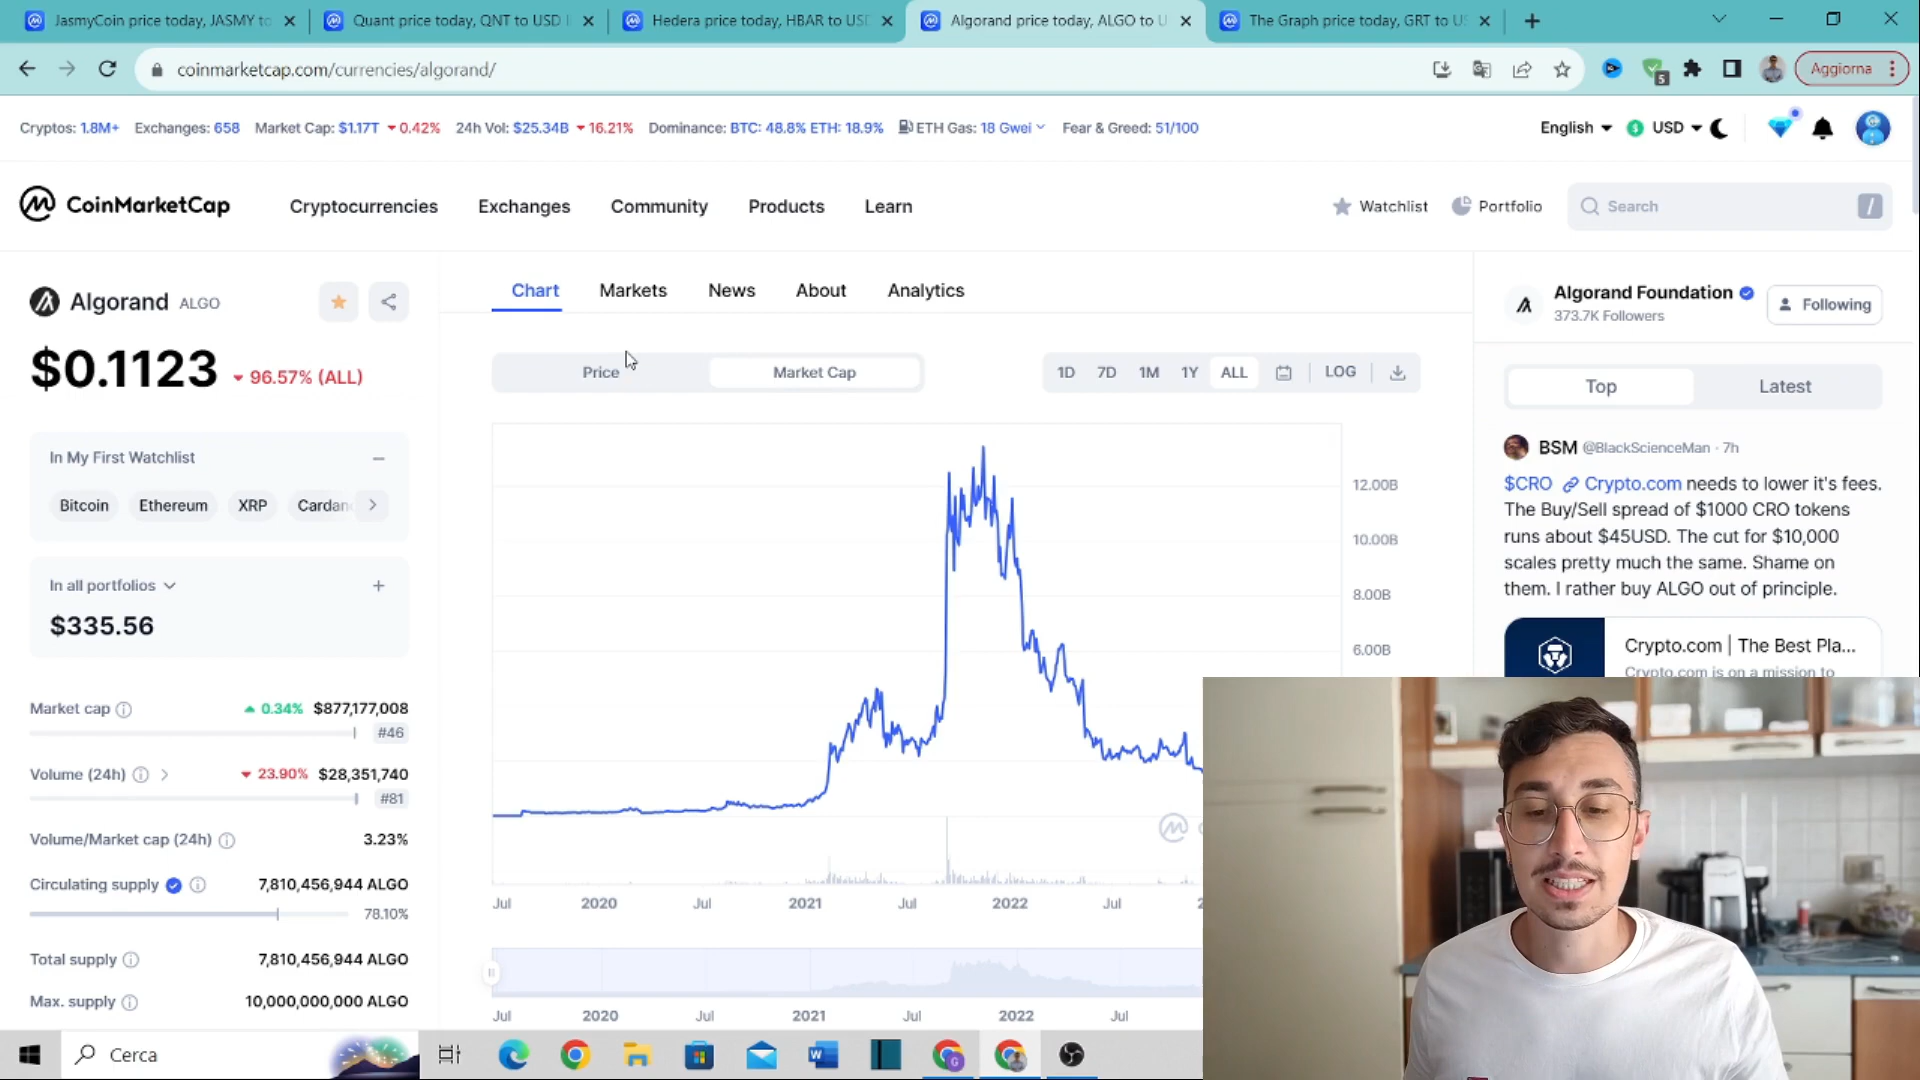 JasmyCoin price today, JASMY to
Quant price today, QNT to USD
Hedera price today, HBAR to USD
Algorand price today, ALGO to U
The Graph price today, GRT to US
coinmarketcap.com/currencies/algorand/
5
Aggiorna
Cryptos: 1.8M+ Exchanges: 658 Market Cap: $1.17T 0.42% 24h Vol: $25.34B 16.21% Dominance: BTC: 48.8% ETH: 18.9% ETH Gas: 18 Gwei Fear & Greed: 51/100
English $ USD
CoinMarketCap
Cryptocurrencies Exchanges Community Products Learn
Watchlist Portfolio Search /
Algorand ALGO
$0.1123 96.57% (ALL)
In My First Watchlist
Bitcoin Ethereum XRP Cardan
In all portfolios +
$335.56
Market cap 0.34% $877,177,008
#46
Volume (24h) 23.90% $28,351,740
#81
Volume/Market cap (24h) 3.23%
Circulating supply 7,810,456,944 ALGO
78.10%
Total supply 7,810,456,944 ALGO
Max. supply 10,000,000,000 ALGO
Chart Markets News About Analytics
Price Market Cap
1D 7D 1M 1Y ALL LOG
12.00B
10.00B
8.00B
6.00B
Jul 2020 Jul 2021 Jul 2022 Jul 2
Jul 2020 Jul 2021 Jul 2022 Jul
Algorand Foundation
373.7K Followers
Following
Top Latest
BSM @BlackScienceMan · 7h
$CRO Crypto.com needs to lower it's fees.
The Buy/Sell spread of $1000 CRO tokens
runs about $45USD. The cut for $10,000
scales pretty much the same. Shame on
them. I rather buy ALGO out of principle.
Crypto.com | The Best Pla...
Crypto.com is on a mission to
Cerca